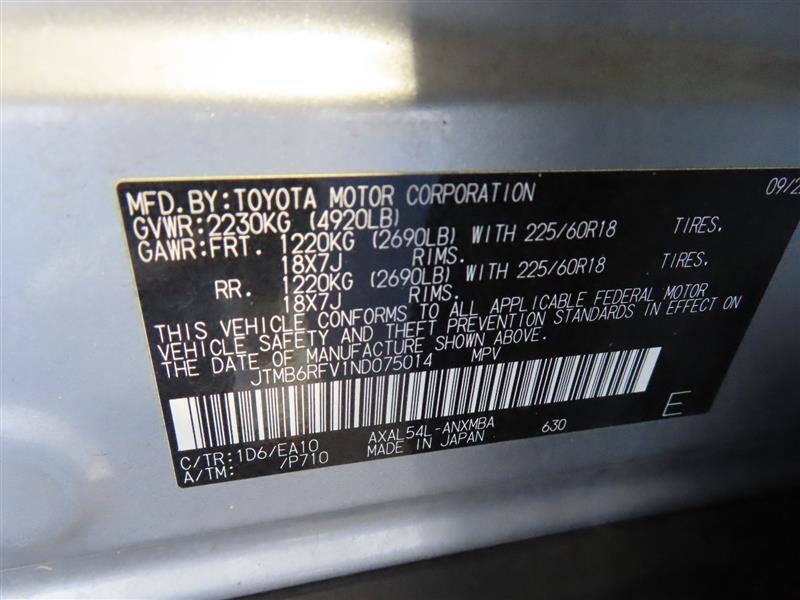 MFD.BY:TOYOTA MOTOR CORPORATION 09/2
GVWR:2230KG (4920LB)
GAWR:FRT. 1220KG (2690LB) WITH 225/60R18 TIRES.
18X7J RIMS.
RR. 1220KG (2690LB) WITH 225/60R18 TIRES.
18X7J RIMS.
THIS VEHICLE CONFORMS TO ALL APPLICABLE FEDERAL MOTOR
VEHICLE SAFETY AND THEFT PREVENTION STANDARDS IN EFFECT ON
THE DATE OF MANUFACTURE SHOWN ABOVE.
JTMB6RFV1ND075014 MPV
E
C/TR:1D6/EA10 AXAL54L-ANXMBA 630
A/TM: /P710 MADE IN JAPAN